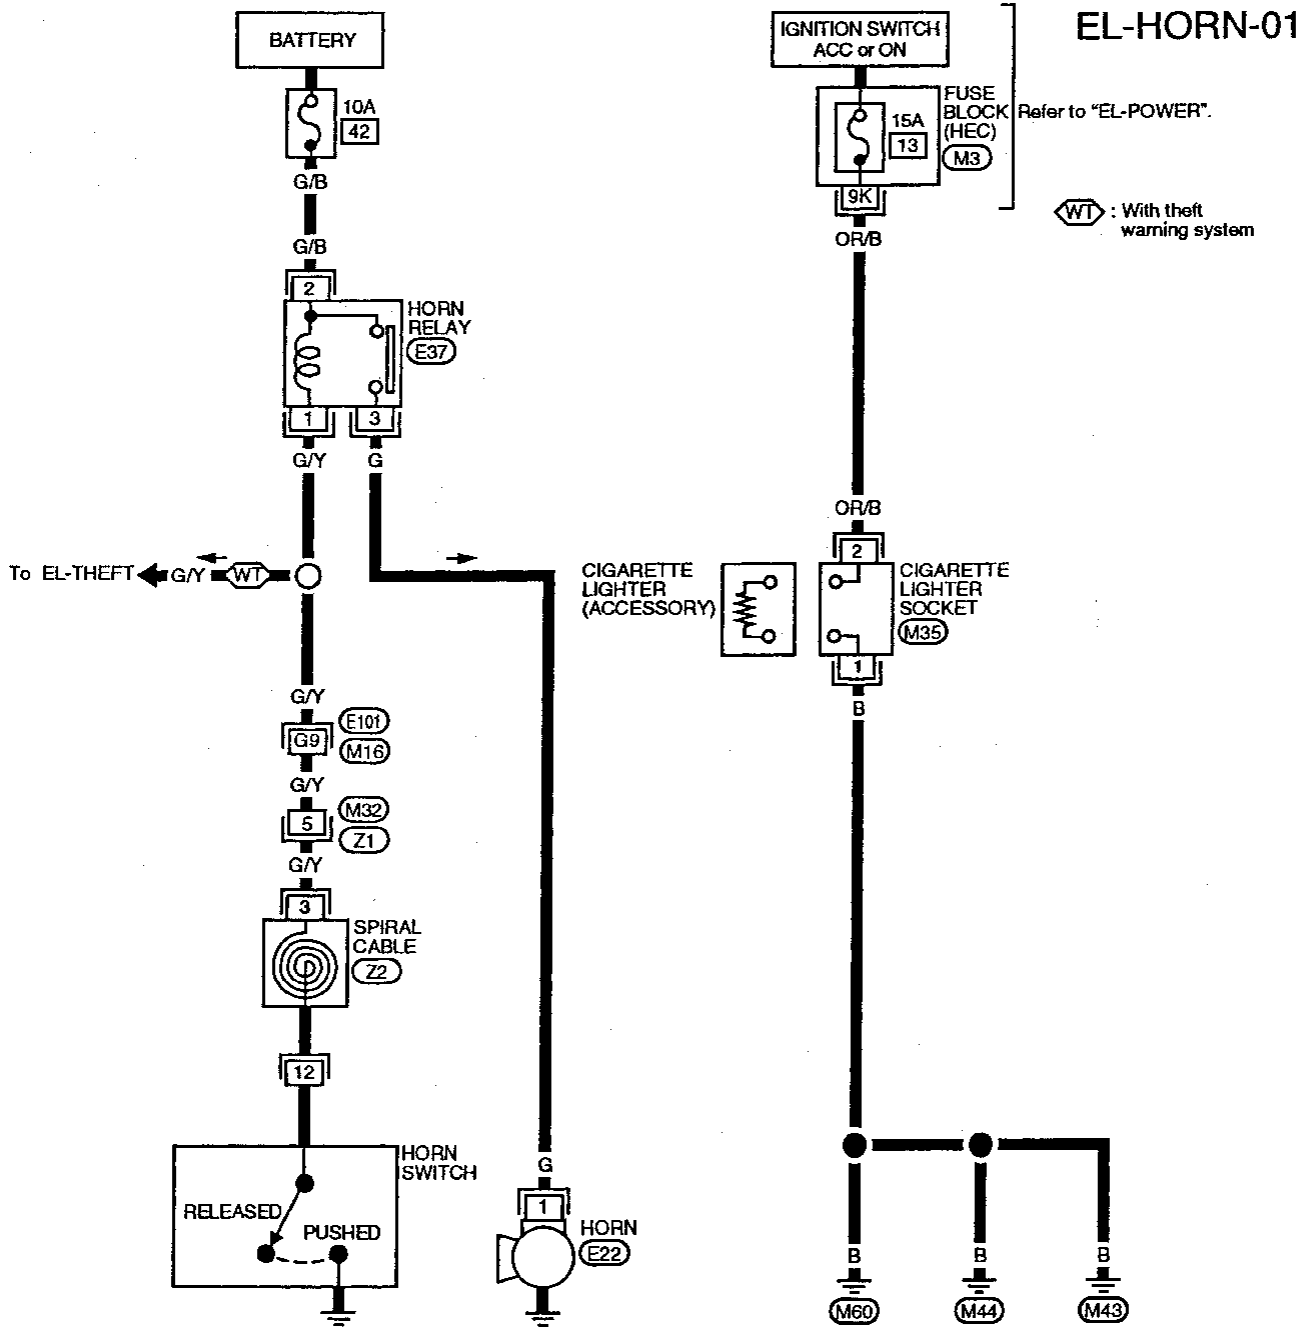 EL-HORN-01
BATTERY
10A
42
G/B
G/B
2
HORN
RELAY
E37
1
3
G/Y
G
To EL-THEFT
G/Y
WT
G/Y
G9
E101
M16
G/Y
5
M32
Z1
G/Y
3
SPIRAL
CABLE
Z2
12
HORN
SWITCH
RELEASED
PUSHED
G
1
HORN
E22
IGNITION SWITCH
ACC or ON
15A
13
FUSE
BLOCK
(HEC)
M3
Refer to "EL-POWER".
9K
OR/B
WT : With theft
warning system
OR/B
2
CIGARETTE
LIGHTER
(ACCESSORY)
CIGARETTE
LIGHTER
SOCKET
M35
1
B
B
B
B
M60
M44
M43